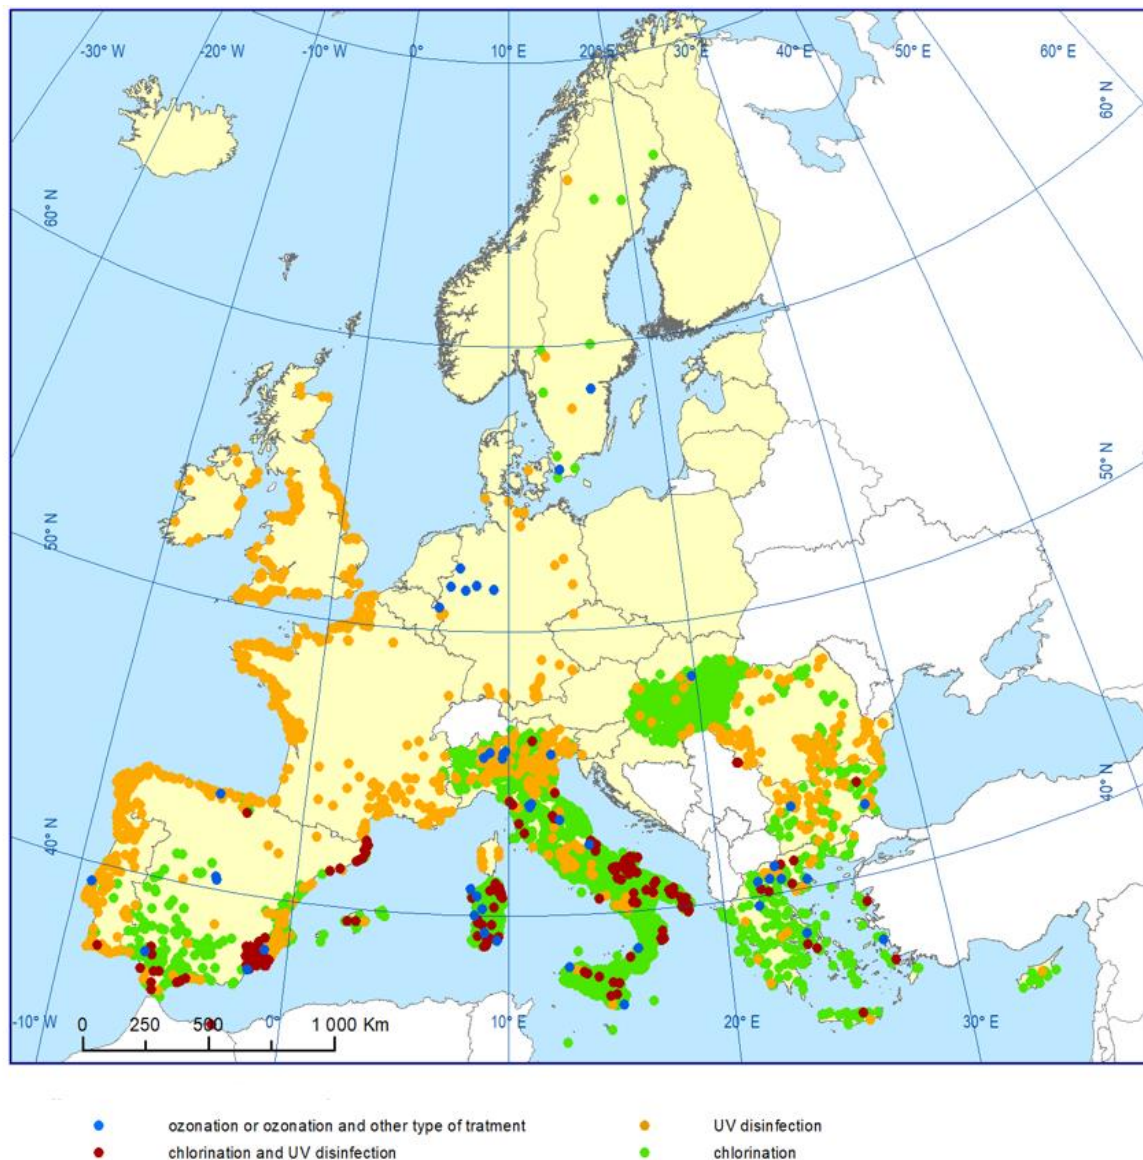 -30° W
-20° W
-10° W
0°
10° E
20° E
30° E
40° E
50° E
60° E
60° N
60° N
50° N
50° N
40° N
40° N
-10° W
0°
10° E
20° E
30° E
0 250 500 1 000 Km
ozonation or ozonation and other type of tratment
UV disinfection
chlorination and UV disinfection
chlorination